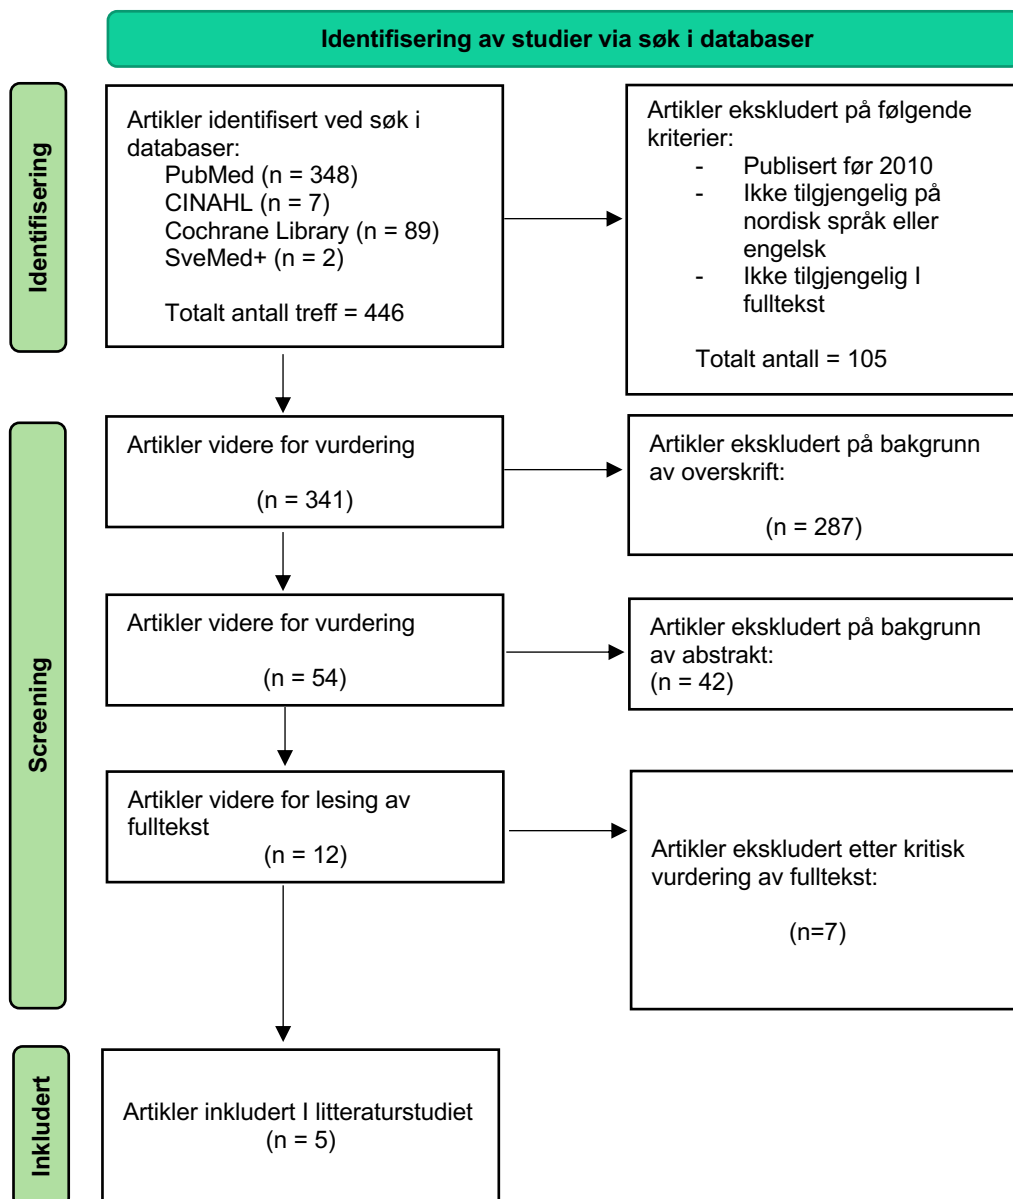 Identifisering av studier via søk i databaser
Identifisering
Artikler identifisert ved søk i
databaser:
PubMed (n = 348)
CINAHL (n = 7)
Cochrane Library (n = 89)
SveMed+ (n = 2)
Totalt antall treff = 446
Artikler ekskludert på følgende
kriterier:
- Publisert før 2010
- Ikke tilgjengelig på
nordisk språk eller
engelsk
- Ikke tilgjengelig I
fulltekst
Totalt antall = 105
Screening
Artikler videre for vurdering
(n = 341)
Artikler ekskludert på bakgrunn
av overskrift:
(n = 287)
Artikler videre for vurdering
(n = 54)
Artikler ekskludert på bakgrunn
av abstrakt:
(n = 42)
Artikler videre for lesing av
fulltekst
(n = 12)
Artikler ekskludert etter kritisk
vurdering av fulltekst:
(n=7)
Inkludert
Artikler inkludert I litteraturstudiet
(n = 5)